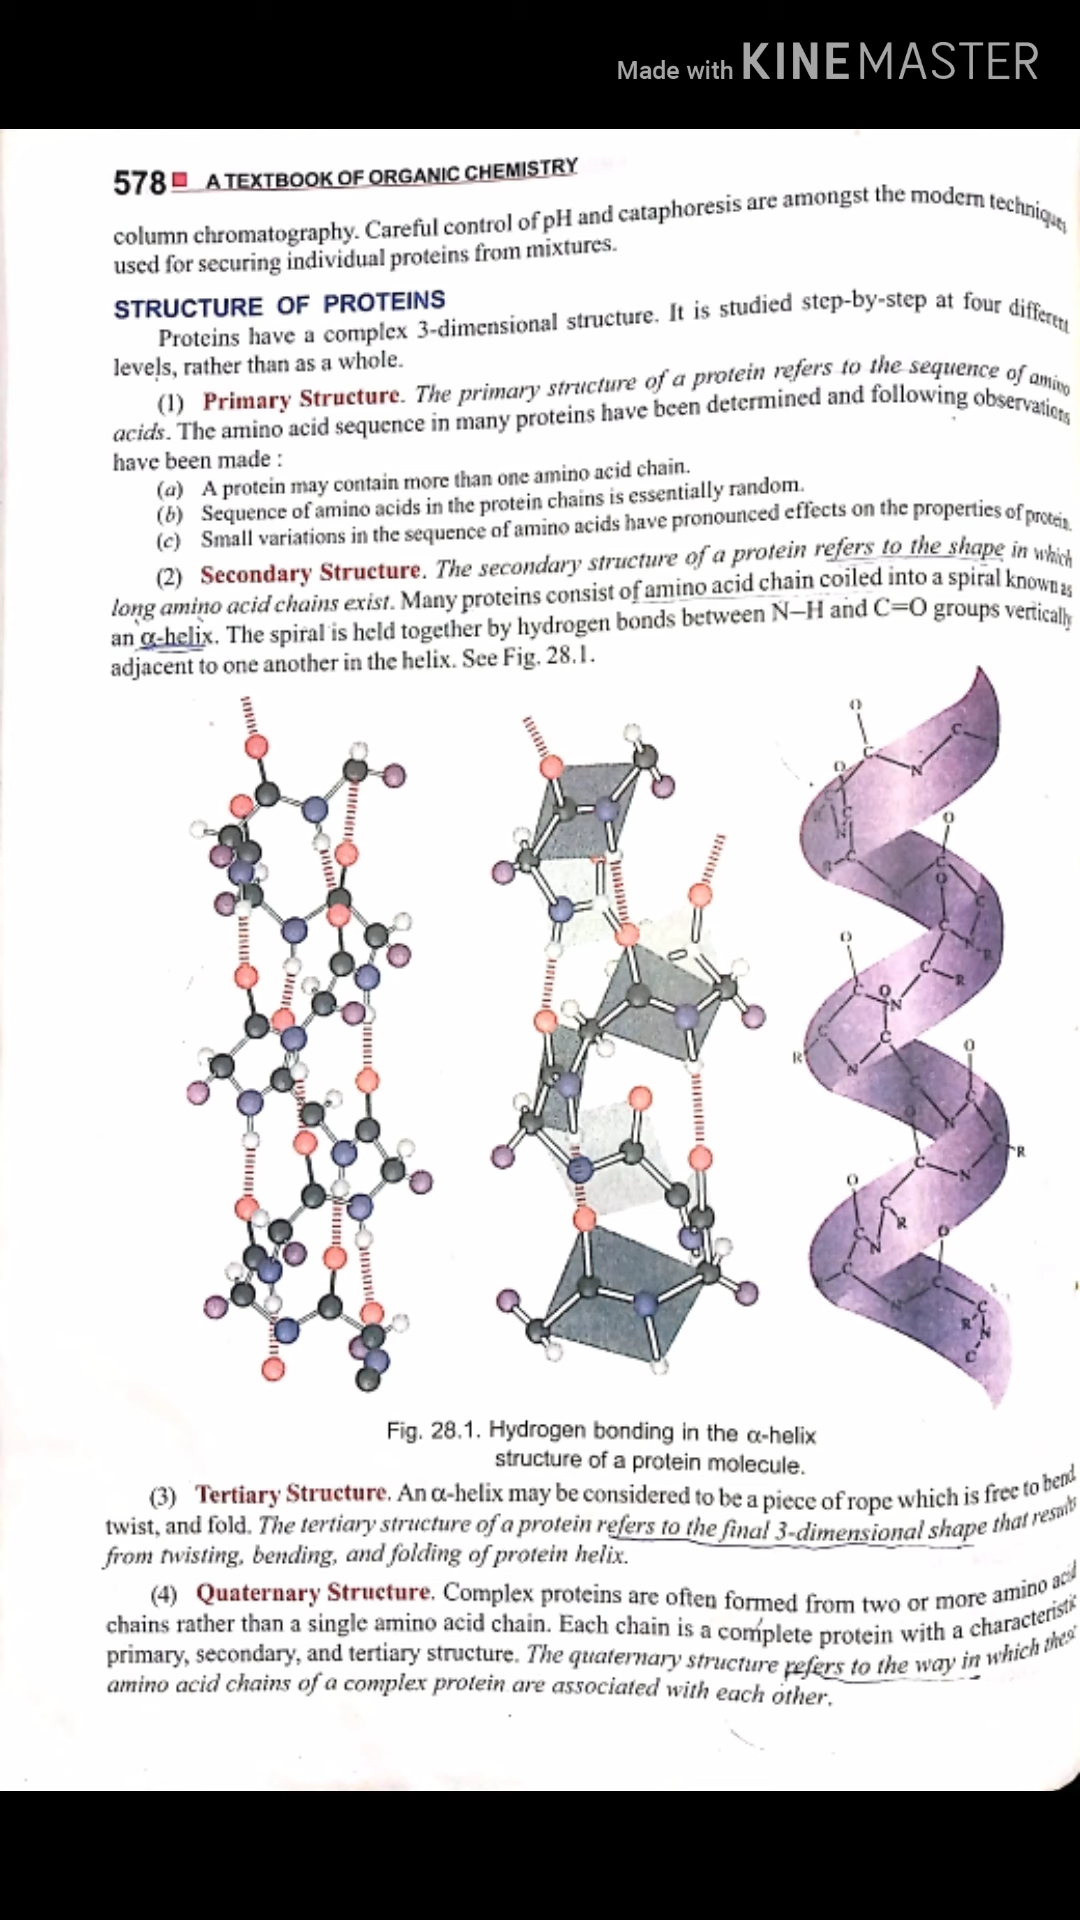 Made with KINEMASTER
578 A TEXTBOOK OF ORGANIC CHEMISTRY
column chromatography. Careful control of pH and cataphoresis are amongst the modern techniques
used for securing individual proteins from mixtures.
STRUCTURE OF PROTEINS
Proteins have a complex 3-dimensional structure. It is studied step-by-step at four different
levels, rather than as a whole.
(1) Primary Structure. The primary structure of a protein refers to the sequence of amino
acids. The amino acid sequence in many proteins have been determined and following observations
have been made :
(a) A protein may contain more than one amino acid chain.
(b) Sequence of amino acids in the protein chains is essentially random.
(c) Small variations in the sequence of amino acids have pronounced effects on the properties of protein.
(2) Secondary Structure. The secondary structure of a protein refers to the shape in which
long amino acid chains exist. Many proteins consist of amino acid chain coiled into a spiral known as
an α-helix. The spiral is held together by hydrogen bonds between N–H and C=O groups vertically
adjacent to one another in the helix. See Fig. 28.1.
Fig. 28.1. Hydrogen bonding in the α-helix
structure of a protein molecule.
(3) Tertiary Structure. An α-helix may be considered to be a piece of rope which is free to bend
twist, and fold. The tertiary structure of a protein refers to the final 3-dimensional shape that results
from twisting, bending, and folding of protein helix.
(4) Quaternary Structure. Complex proteins are often formed from two or more amino acid
chains rather than a single amino acid chain. Each chain is a complete protein with a characteristic
primary, secondary, and tertiary structure. The quaternary structure refers to the way in which these
amino acid chains of a complex protein are associated with each other.